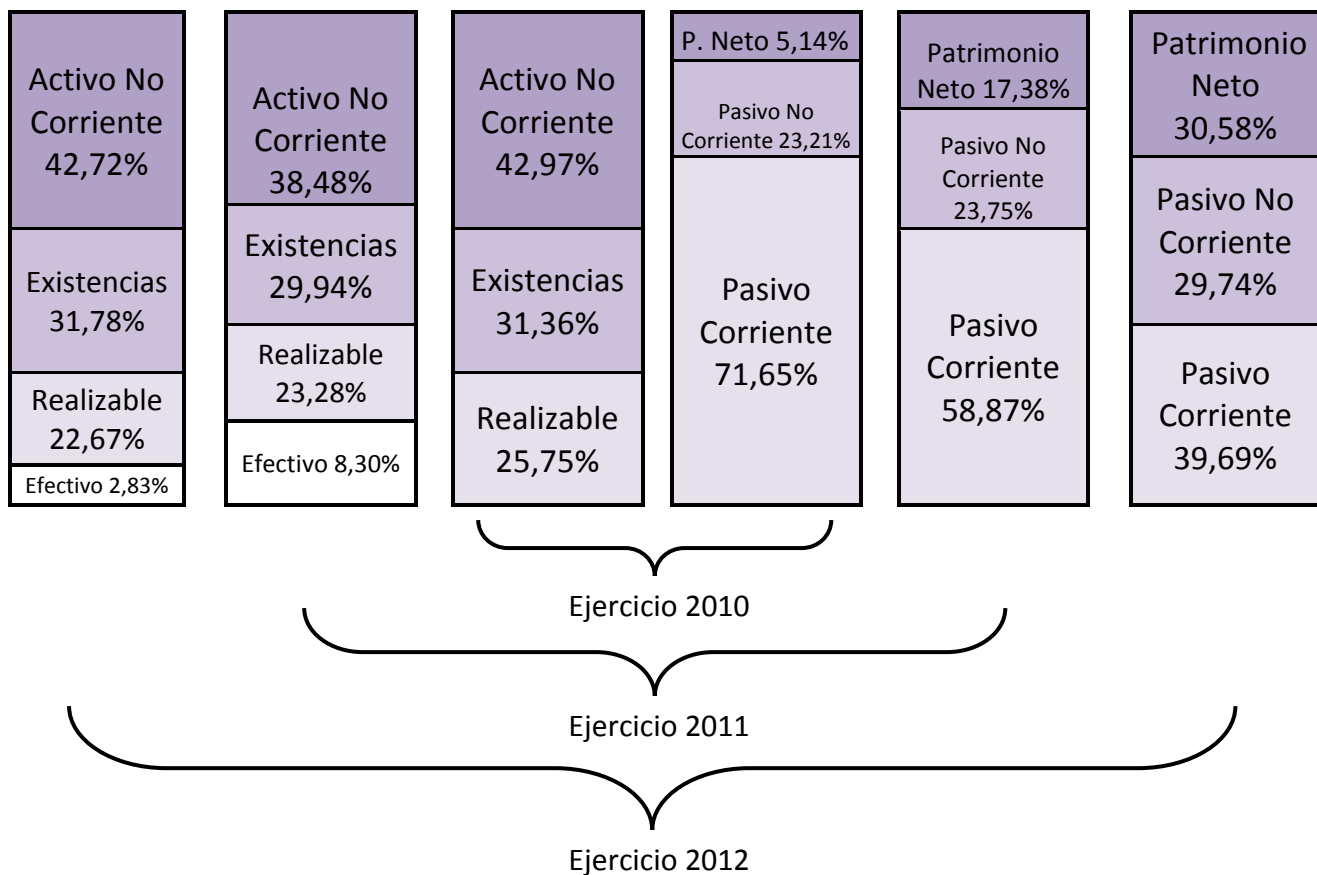 Activo No
Corriente
42,72%
Existencias
31,78%
Realizable
22,67%
Efectivo 2,83%
Activo No
Corriente
38,48%
Existencias
29,94%
Realizable
23,28%
Efectivo 8,30%
Activo No
Corriente
42,97%
Existencias
31,36%
Realizable
25,75%
P. Neto 5,14%
Pasivo No
Corriente 23,21%
Pasivo
Corriente
71,65%
Patrimonio
Neto 17,38%
Pasivo No
Corriente
23,75%
Pasivo
Corriente
58,87%
Patrimonio
Neto
30,58%
Pasivo No
Corriente
29,74%
Pasivo
Corriente
39,69%
Ejercicio 2010
Ejercicio 2011
Ejercicio 2012